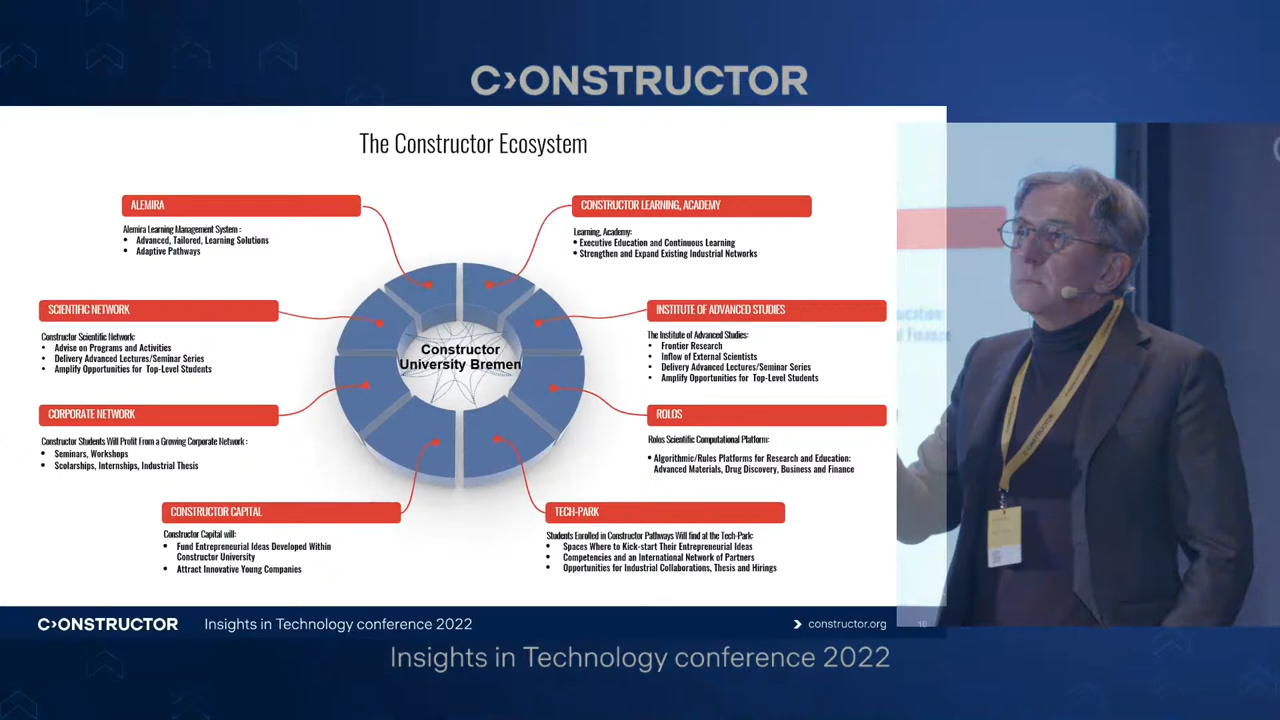 C›ONSTRUCTOR
The Constructor Ecosystem
ALEMIRA
Alemira Learning Management System :
• Advanced, Tailored, Learning Solutions
• Adaptive Pathways
CONSTRUCTOR LEARNING, ACADEMY
Learning, Academy:
• Executive Education and Continuous Learning
• Strengthen and Expand Existing Industrial Networks
SCIENTIFIC NETWORK
Constructor Scientific Network:
• Advise on Programs and Activities
• Delivery Advanced Lectures/Seminar Series
• Amplify Opportunities for Top-Level Students
INSTITUTE OF ADVANCED STUDIES
The Institute of Advanced Studies:
• Frontier Research
• Inflow of External Scientists
• Delivery Advanced Lectures/Seminar Series
• Amplify Opportunities for Top-Level Students
Constructor
University Bremen
CORPORATE NETWORK
Constructor Students Will Profit From a Growing Corporate Network :
• Seminars, Workshops
• Scolarships, Internships, Industrial Thesis
ROLOS
Rolos Scientific Computational Platform:
• Algorithmic/Rules Platforms for Research and Education:
Advanced Materials, Drug Discovery, Business and Finance
CONSTRUCTOR CAPITAL
Constructor Capital will:
• Fund Entrepreneurial Ideas Developed Within
Constructor University
• Attract Innovative Young Companies
TECH-PARK
Students Enrolled in Constructor Pathways Will find at the Tech-Park:
• Spaces Where to Kick-start Their Entrepreneurial Ideas
• Competencies and an International Network of Partners
• Opportunities for Industrial Collaborations, Thesis and Hirings
C›ONSTRUCTOR
Insights in Technology conference 2022
constructor.org
Insights in Technology conference 2022